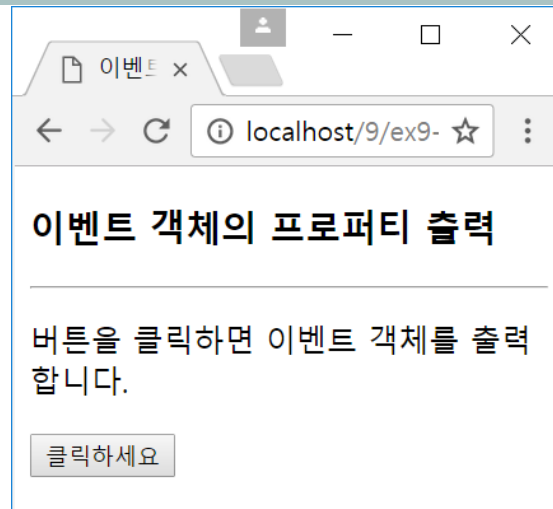 이벤트
localhost/9/ex9-
이벤트 객체의 프로퍼티 출력
버튼을 클릭하면 이벤트 객체를 출력
합니다.
클릭하세요